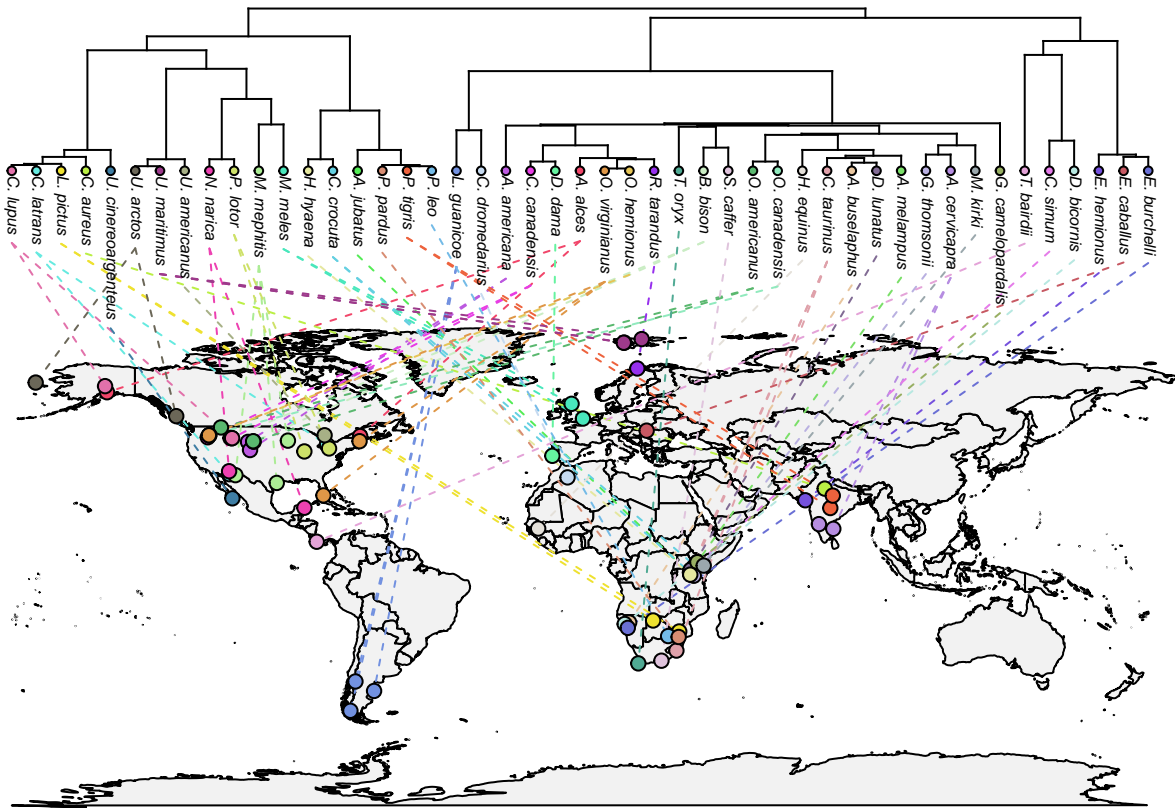 C. lupus
C. latrans
L. pictus
C. aureus
U. cinereoargenteus
U. arctos
U. maritimus
U. americanus
N. narica
P. lotor
M. mephitis
M. meles
H. hyaena
C. crocuta
A. jubatus
P. pardus
P. tigris
P. leo
L. guanicoe
C. dromedarius
A. americana
C. canadensis
D. dama
A. alces
O. virginianus
O. hemionus
R. tarandus
T. oryx
B. bison
S. caffer
O. americanus
O. canadensis
H. equinus
C. taurinus
A. buselaphus
D. lunatus
A. melampus
G. thomsonii
A. cervicapra
M. kirki
G. camelopardalis
T. bairdii
C. simum
D. bicornis
E. hemionus
E. caballus
E. burchelli